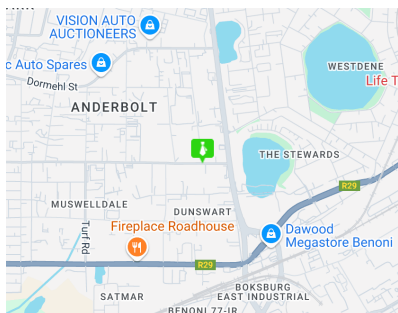 VISION AUTO
AUCTIONEERS
c Auto Spares
WESTDENE
Dormehl St
Life T
ANDERBOLT
THE STEWARDS
R29
MUSWELLDALE
DUNSWART
Turf Rd
Fireplace Roadhouse
Dawood
Megastore Benoni
R29
BOKSBURG
EAST INDUSTRIAL
SATMAR
BENONI 77-IR